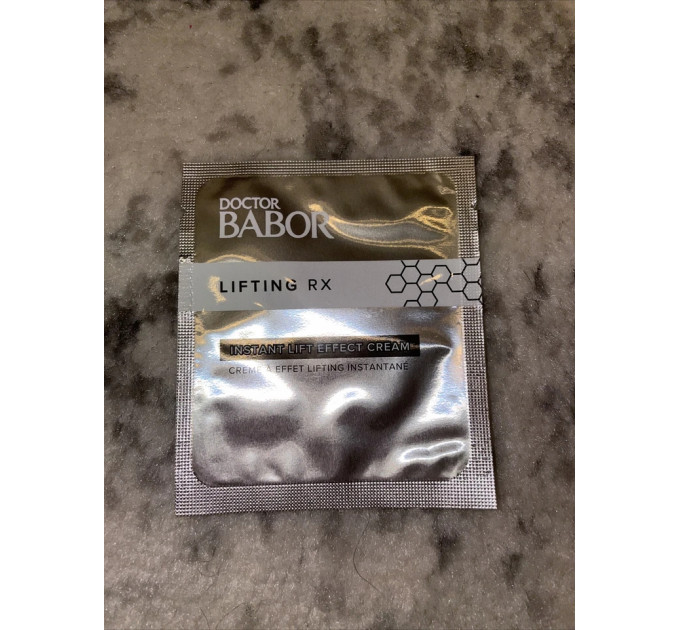 DOCTOR
BABOR
LIFTING RX
INSTANT LIFT EFFECT CREAM
CRÈME À EFFET LIFTING INSTANTANÉ